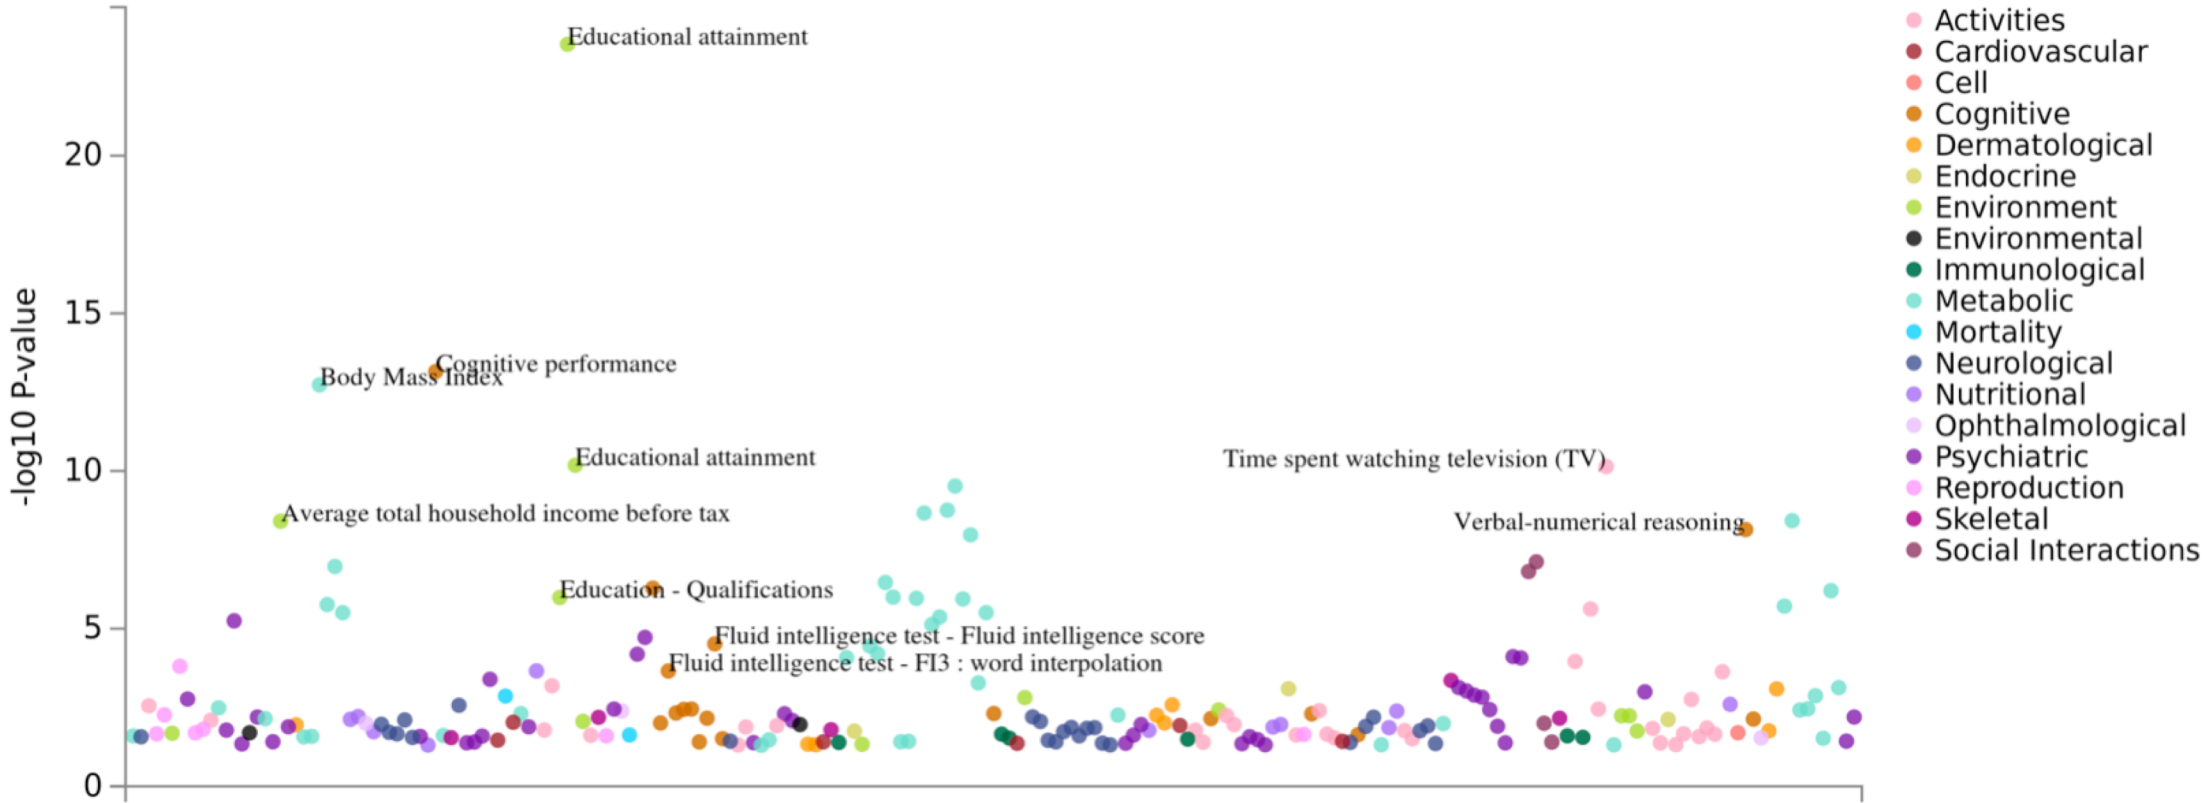 Educational attainment
20
15
Cognitive performance
Body Mass Index
10
Educational attainment
Time spent watching television (TV)
Average total household income before tax
Verbal-numerical reasoning
Education - Qualifications
5
Fluid intelligence test - Fluid intelligence score
Fluid intelligence test - FI3 : word interpolation
0
-log10 P-value
Activities
Cardiovascular
Cell
Cognitive
Dermatological
Endocrine
Environment
Environmental
Immunological
Metabolic
Mortality
Neurological
Nutritional
Ophthalmological
Psychiatric
Reproduction
Skeletal
Social Interactions